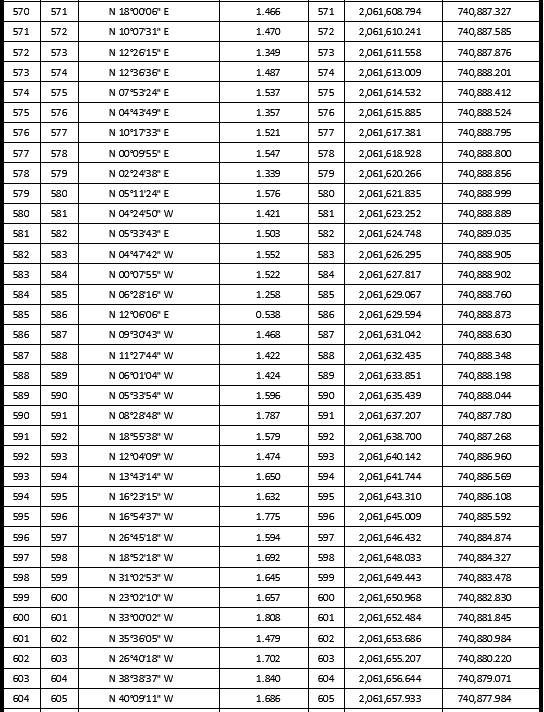 570 571 N 18°00'06" E 1.466 571 2,061,608.794 740,887.327
571 572 N 10°07'31" E 1.470 572 2,061,610.241 740,887.585
572 573 N 12°26'15" E 1.349 573 2,061,611.558 740,887.876
573 574 N 12°36'36" E 1.487 574 2,061,613.009 740,888.201
574 575 N 07°53'24" E 1.537 575 2,061,614.532 740,888.412
575 576 N 04°43'49" E 1.357 576 2,061,615.885 740,888.524
576 577 N 10°17'33" E 1.521 577 2,061,617.381 740,888.795
577 578 N 00°09'55" E 1.547 578 2,061,618.928 740,888.800
578 579 N 02°24'38" E 1.339 579 2,061,620.266 740,888.856
579 580 N 05°11'24" E 1.576 580 2,061,621.835 740,888.999
580 581 N 04°24'50" W 1.421 581 2,061,623.252 740,888.889
581 582 N 05°33'43" E 1.503 582 2,061,624.748 740,889.035
582 583 N 04°47'42" W 1.552 583 2,061,626.295 740,888.905
583 584 N 00°07'55" W 1.522 584 2,061,627.817 740,888.902
584 585 N 06°28'16" W 1.258 585 2,061,629.067 740,888.760
585 586 N 12°06'06" E 0.538 586 2,061,629.594 740,888.873
586 587 N 09°30'43" W 1.468 587 2,061,631.042 740,888.630
587 588 N 11°27'44" W 1.422 588 2,061,632.435 740,888.348
588 589 N 06°01'04" W 1.424 589 2,061,633.851 740,888.198
589 590 N 05°33'54" W 1.596 590 2,061,635.439 740,888.044
590 591 N 08°28'48" W 1.787 591 2,061,637.207 740,887.780
591 592 N 18°55'38" W 1.579 592 2,061,638.700 740,887.268
592 593 N 12°04'09" W 1.474 593 2,061,640.142 740,886.960
593 594 N 13°43'14" W 1.650 594 2,061,641.744 740,886.569
594 595 N 16°23'15" W 1.632 595 2,061,643.310 740,886.108
595 596 N 16°54'37" W 1.775 596 2,061,645.009 740,885.592
596 597 N 26°45'18" W 1.594 597 2,061,646.432 740,884.874
597 598 N 18°52'18" W 1.692 598 2,061,648.033 740,884.327
598 599 N 31°02'53" W 1.645 599 2,061,649.443 740,883.478
599 600 N 23°02'10" W 1.657 600 2,061,650.968 740,882.830
600 601 N 33°00'02" W 1.808 601 2,061,652.484 740,881.845
601 602 N 35°36'05" W 1.479 602 2,061,653.686 740,880.984
602 603 N 26°40'18" W 1.702 603 2,061,655.207 740,880.220
603 604 N 38°38'37" W 1.840 604 2,061,656.644 740,879.071
604 605 N 40°09'11" W 1.686 605 2,061,657.933 740,877.984